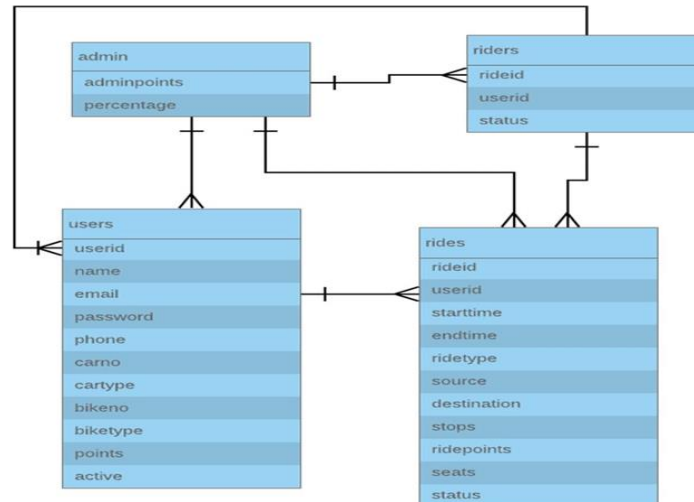 admin
adminpoints
percentage
riders
rideid
userid
status
users
userid
name
email
password
phone
carno
cartype
bikeno
biketype
points
active
rides
rideid
userid
starttime
endtime
ridetype
source
destination
stops
ridepoints
seats
status